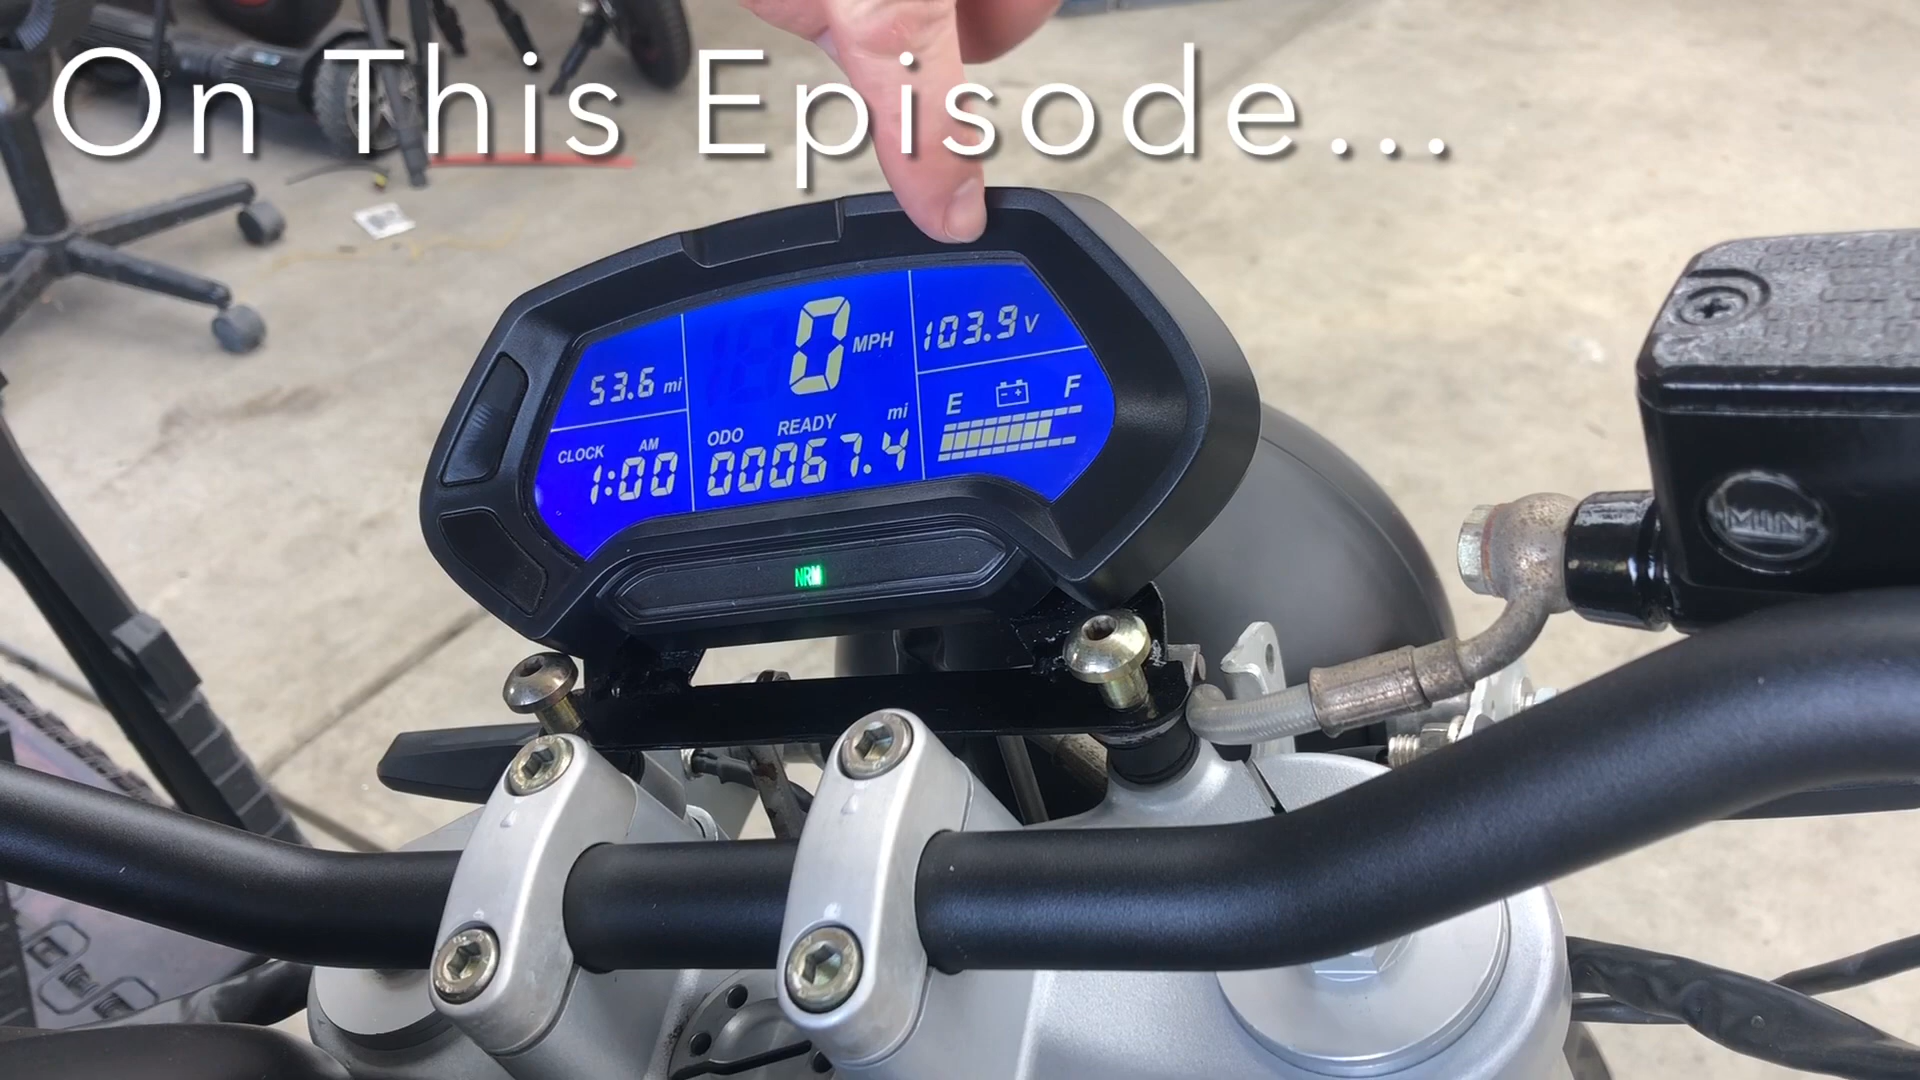 On This Episode...
0 MPH
103.9 V
53.6 mi
E F
- +
CLOCK AM
1:00
ODO READY mi
00067.4
NRM
MIN